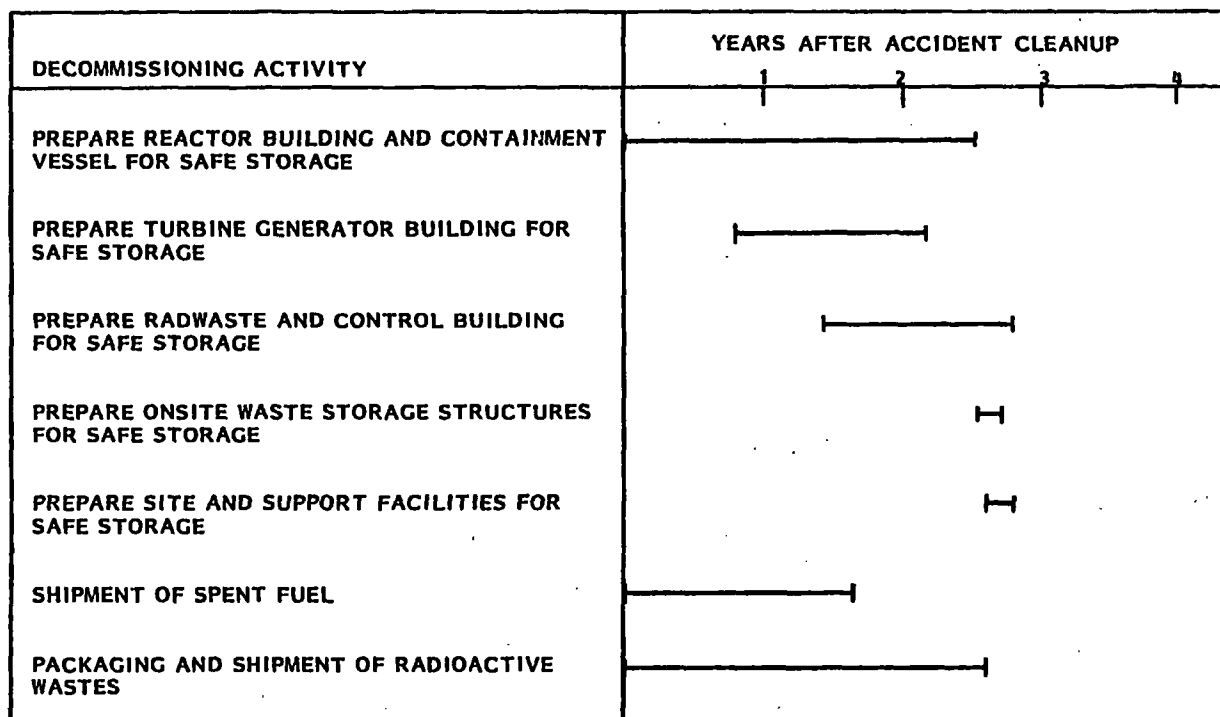 YEARS AFTER ACCIDENT CLEANUP
DECOMMISSIONING ACTIVITY
1 2 3 4
PREPARE REACTOR BUILDING AND CONTAINMENT
VESSEL FOR SAFE STORAGE
PREPARE TURBINE GENERATOR BUILDING FOR
SAFE STORAGE
PREPARE RADWASTE AND CONTROL BUILDING
FOR SAFE STORAGE
PREPARE ONSITE WASTE STORAGE STRUCTURES
FOR SAFE STORAGE
PREPARE SITE AND SUPPORT FACILITIES FOR
SAFE STORAGE
SHIPMENT OF SPENT FUEL
PACKAGING AND SHIPMENT OF RADIOACTIVE
WASTES